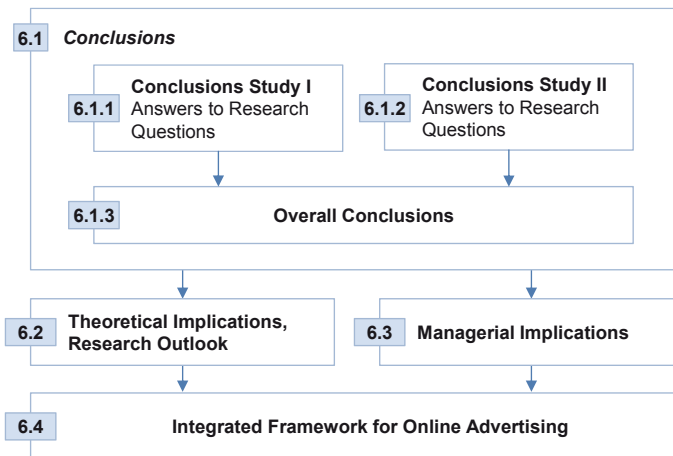 6.1 Conclusions
6.1.1 Conclusions Study I
Answers to Research
Questions
6.1.2 Conclusions Study II
Answers to Research
Questions
6.1.3 Overall Conclusions
6.2 Theoretical Implications,
Research Outlook
6.3 Managerial Implications
6.4 Integrated Framework for Online Advertising